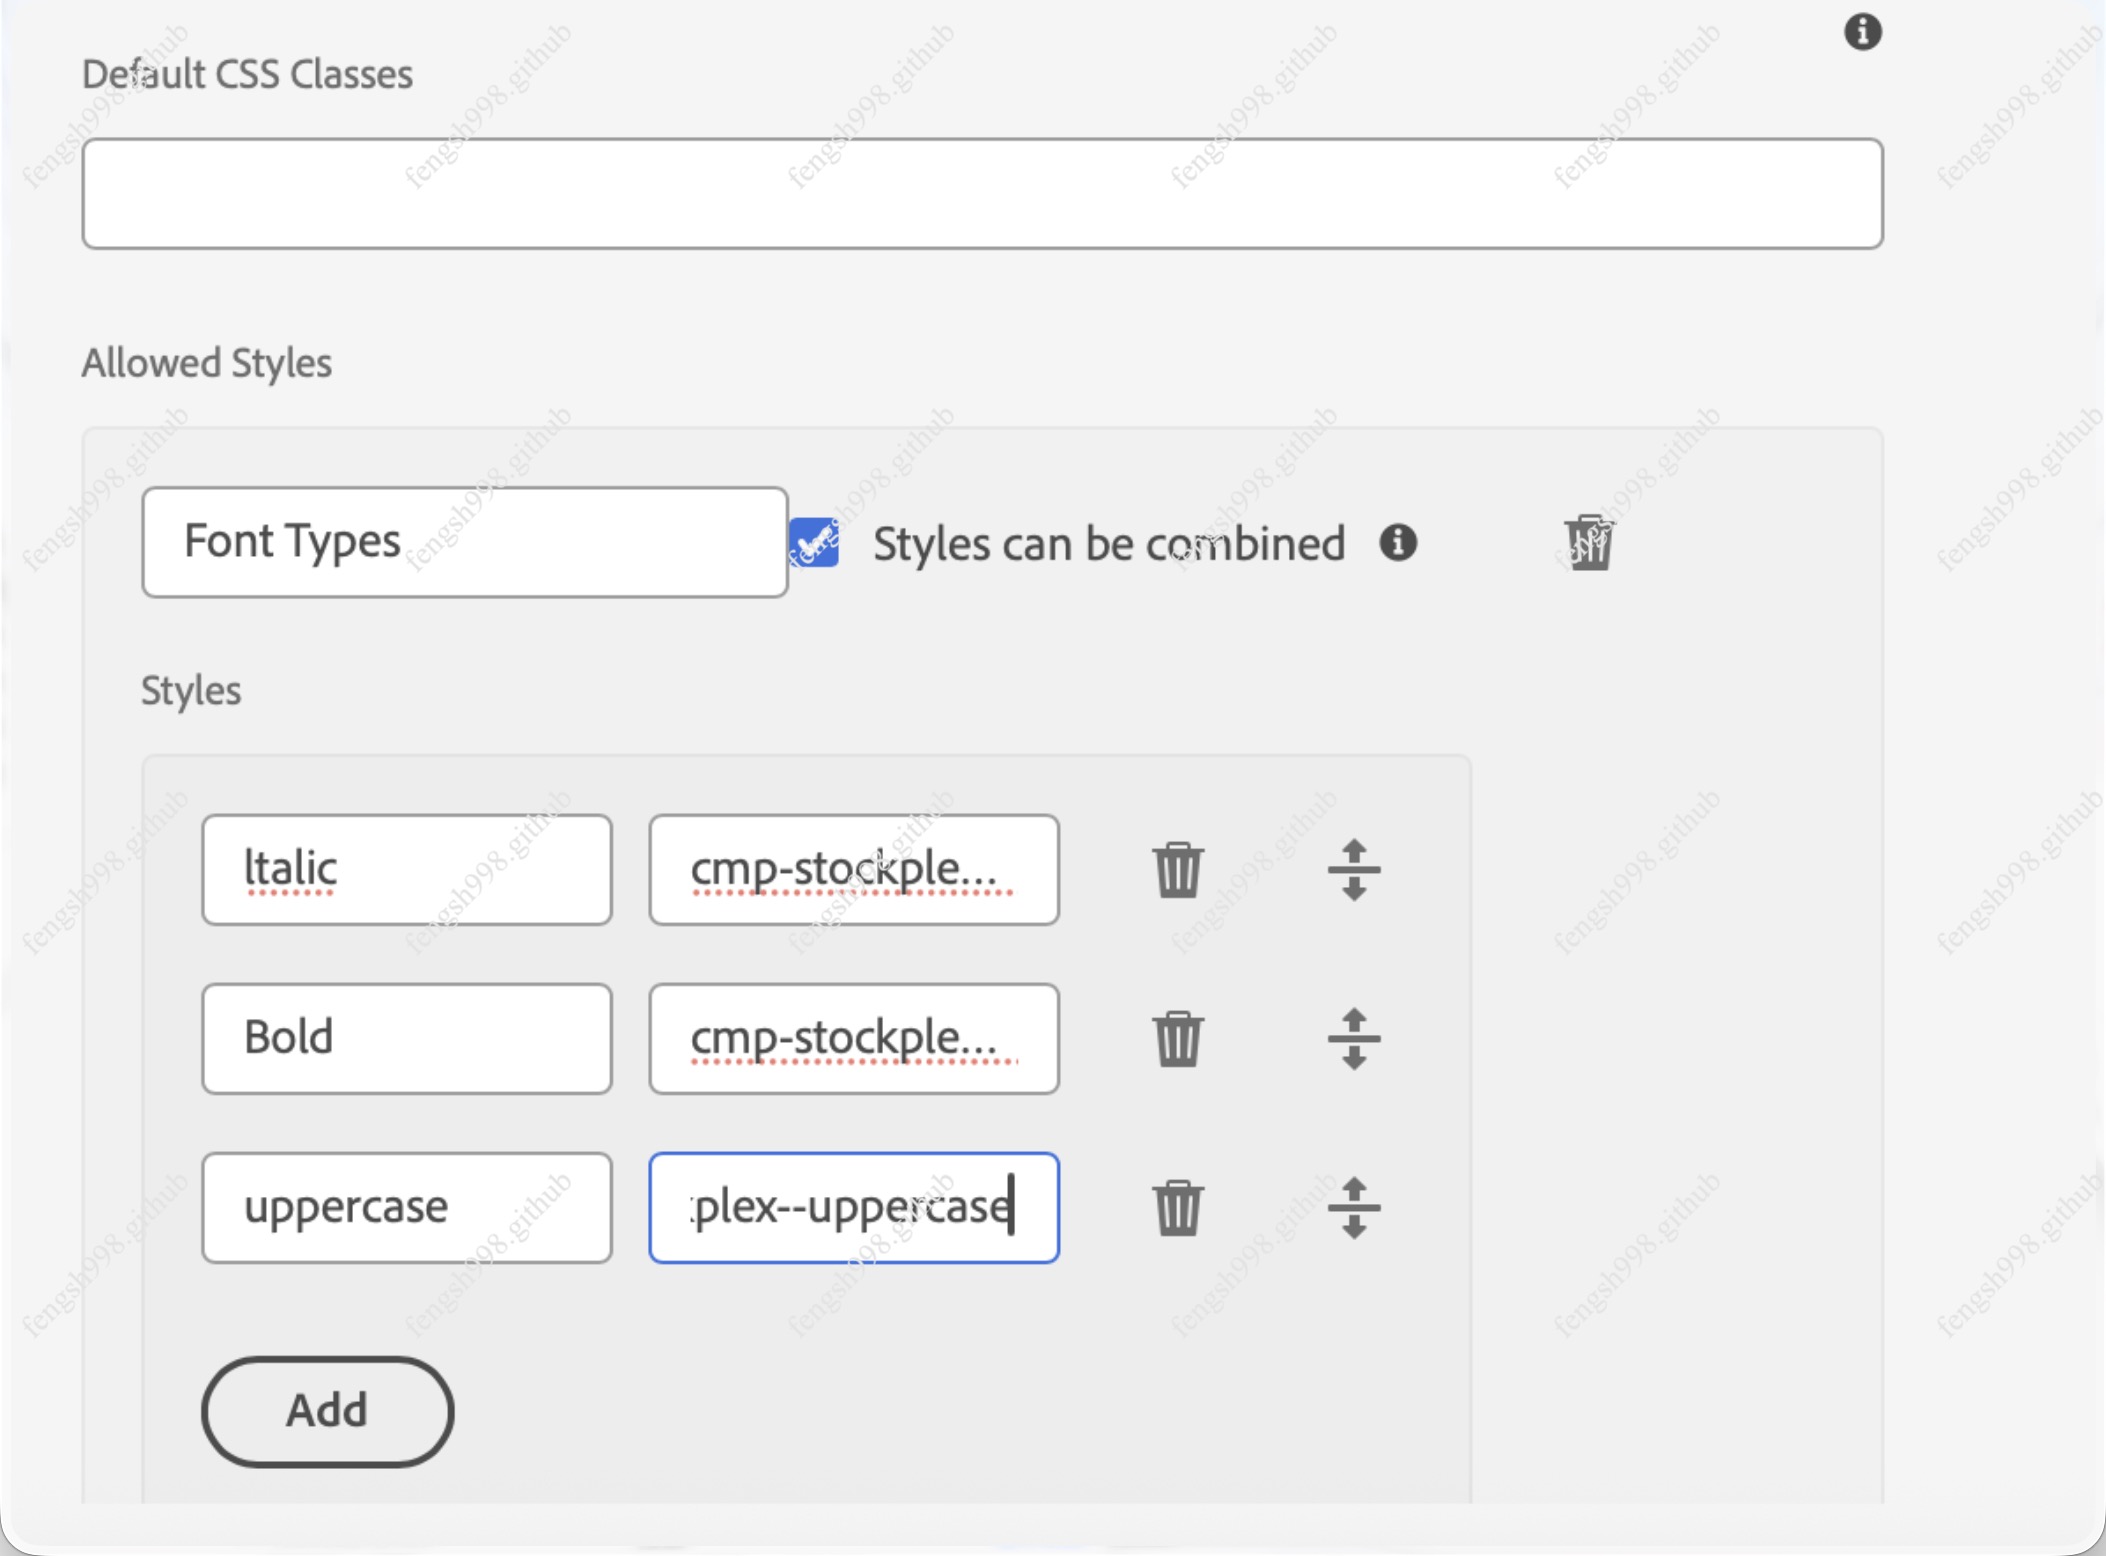 Default CSS Classes
Allowed Styles
Font Types
Styles can be combined
Styles
ltalic
cmp-stockple...
Bold
cmp-stockple...
uppercase
plex--uppercase
Add
fengsh998.github